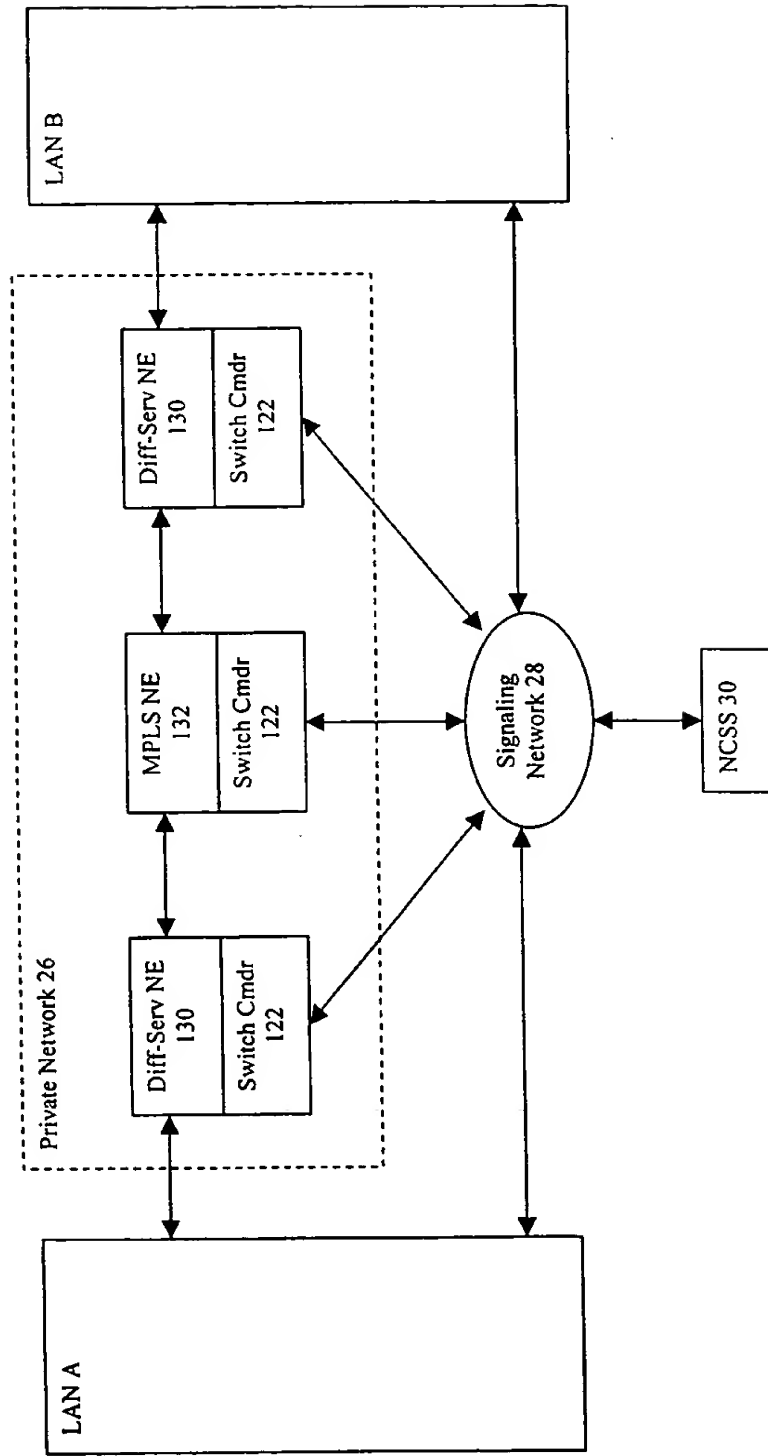 LAN A
Private Network 26
Diff-Serv NE
130
Switch Cmdr
122
MPLS NE
132
Switch Cmdr
122
Diff-Serv NE
130
Switch Cmdr
122
LAN B
Signaling
Network 28
NCSS 30